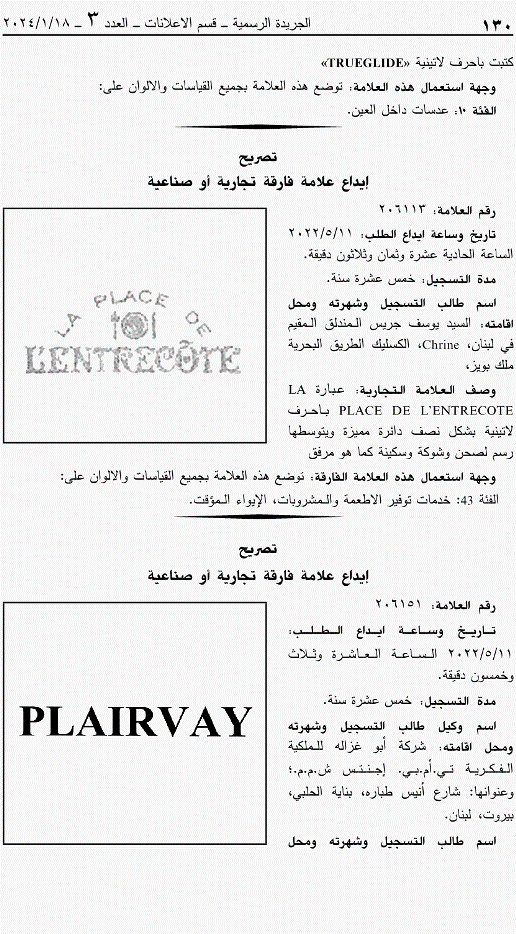 ١٣٠ الجريدة الرسمية ــ قسم الاعلانات ــ العدد ٣ ــ ٢٠٢٤/١/١٨
كتبت باحرف لاتينية «TRUEGLIDE»
وجهة استعمال هذه العلامة: توضع هذه العلامة بجميع القياسات والالوان على:
الفئة ١٠: عدسات داخل العين.
تصريح
إيداع علامة فارقة تجارية أو صناعية
رقم العلامة: ٢٠٦١١٣
تاريخ وساعة ايداع الطلب: ٢٠٢٢/٥/١١
الساعة الحادية عشرة وثمان وثلاثون دقيقة.
مدة التسجيل: خمس عشرة سنة.
اسم طالب التسجيل وشهرته ومحل
اقامته: السيد يوسف جريس المندلق المقيم
في لبنان، Chrine، الكسليك الطريق البحرية
ملك بويز،
وصف العلامة التجارية: عبارة LA
PLACE DE L’ENTRECOTE باحرف
لاتينية بشكل نصف دائرة مميزة ويتوسطها
رسم لصحن وشوكة وسكينة كما هو مرفق
LA PLACE DE
L'ENTRECÔTE
وجهة استعمال هذه العلامة الفارقة: توضع هذه العلامة بجميع القياسات والالوان على:
الفئة 43: خدمات توفير الاطعمة والمشروبات، الإيواء المؤقت.
تصريح
إيداع علامة فارقة تجارية أو صناعية
رقم العلامة: ٢٠٦١٥١
تاريخ وساعة ايداع الطلب:
٢٠٢٢/٥/١١ الساعة العاشرة وثلاث
وخمسون دقيقة.
مدة التسجيل: خمس عشرة سنة.
اسم وكيل طالب التسجيل وشهرته
ومحل اقامته: شركة أبو غزاله للملكية
الفكرية تي.أم.بي. إجنتس ش.م.م.؛
وعنوانها: شارع أنيس طباره، بناية الحلبي،
بيروت، لبنان.
اسم طالب التسجيل وشهرته ومحل
PLAIRVAY